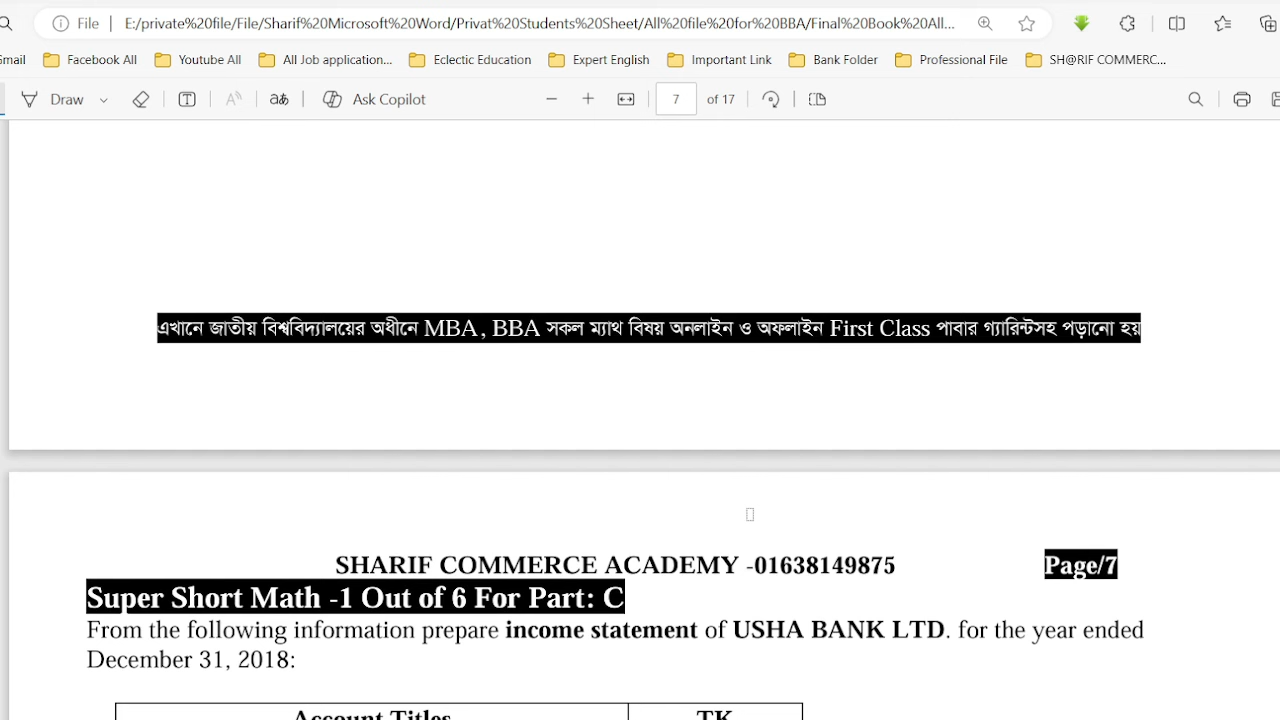 File E:/private%20file/File/Sharif%20Microsoft%20Word/Privat%20Students%20Sheet/All%20file%20for%20BBA/Final%20Book%20All...
Facebook All Youtube All All Job application... Eclectic Education Expert English Important Link Bank Folder Professional File SH@RIF COMMERC...
Draw Ask Copilot 7 of 17
এখানে জাতীয় বিশ্ববিদ্যালয়ের অধীনে MBA, BBA সকল ম্যাথ বিষয় অনলাইন ও অফলাইন First Class পাবার গ্যারিন্টসহ পড়ানো হয়
SHARIF COMMERCE ACADEMY -01638149875 Page/7
Super Short Math -1 Out of 6 For Part: C
From the following information prepare income statement of USHA BANK LTD. for the year ended
December 31, 2018:
Account Titles TK